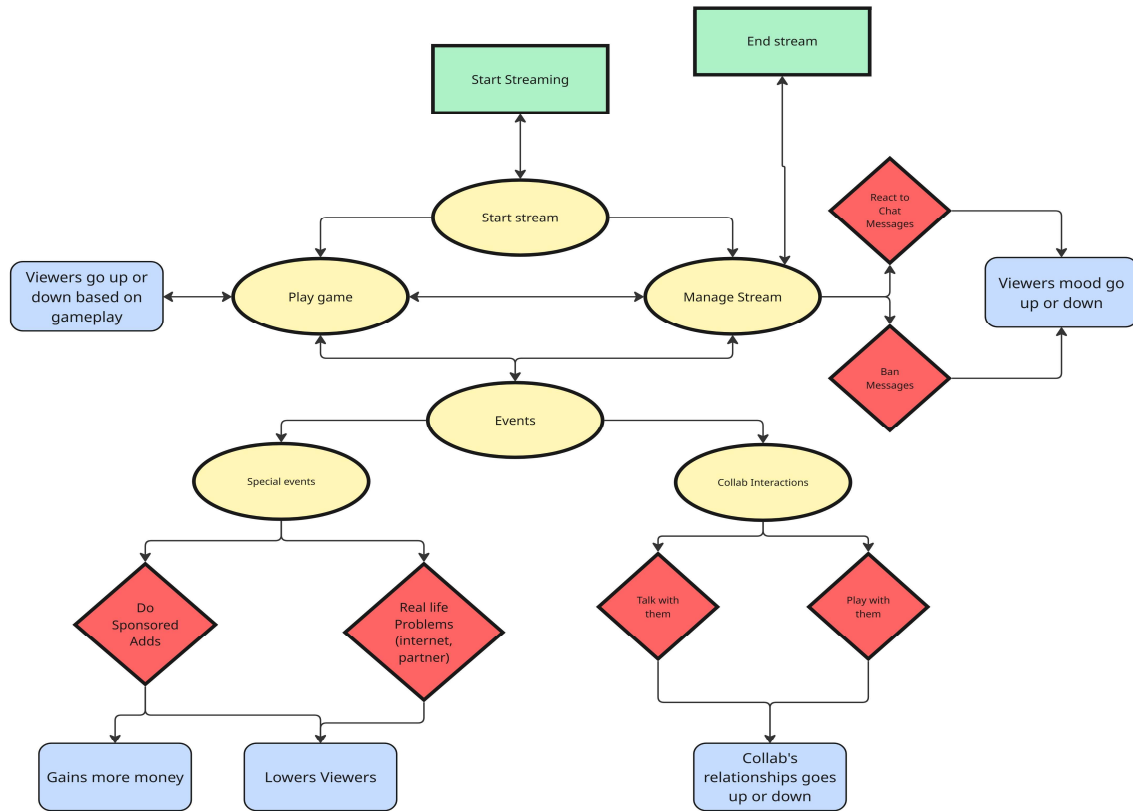 End stream
Start Streaming
React to
Chat
Messages
Start stream
Viewers go up or
down based on
gameplay
Play game
Manage Stream
Viewers mood go
up or down
Ban
Messages
Events
Special events
Collab Interactions
Do
Sponsored
Adds
Real life
Problems
(internet,
partner)
Talk with
them
Play with
them
Gains more money
Lowers Viewers
Collab's
relationships goes
up or down